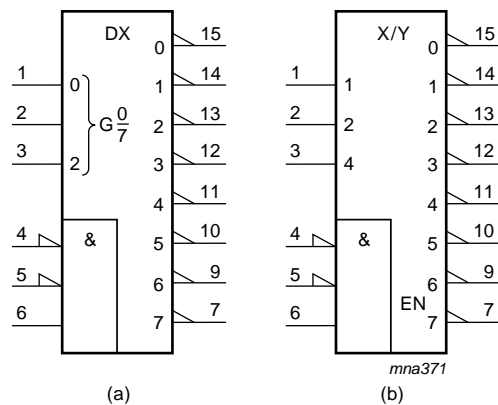 DX X/Y
0 15 0 15
1 0 1 14 1 1 1 14
2 G 0/7 2 13 2 2 2 13
3 2 3 12 3 4 3 12
4 11 4 11
4 & 5 10 4 & 5 10
5 6 9 5 6 9
6 7 7 6 EN 7 7
mna371
(a) (b)